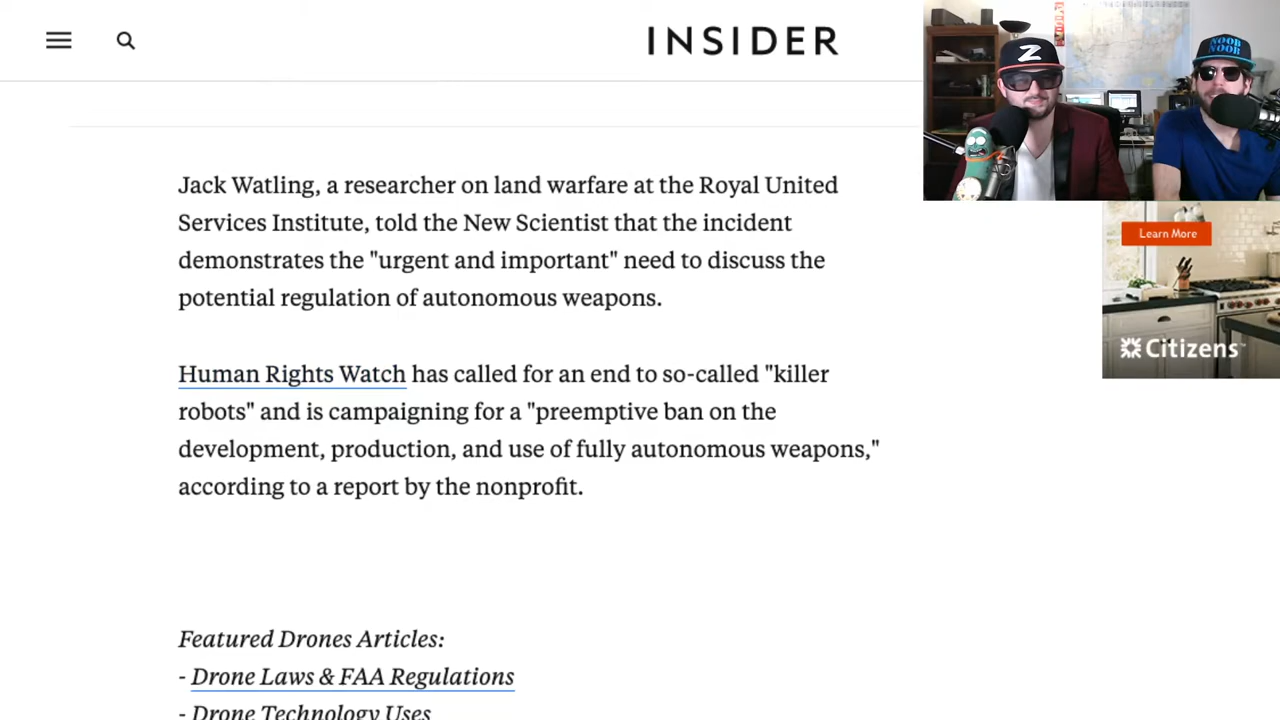 INSIDER
Z
NOOB
NOOR
Learn More
Citizens
Jack Watling, a researcher on land warfare at the Royal United
Services Institute, told the New Scientist that the incident
demonstrates the "urgent and important" need to discuss the
potential regulation of autonomous weapons.
Human Rights Watch has called for an end to so-called "killer
robots" and is campaigning for a "preemptive ban on the
development, production, and use of fully autonomous weapons,"
according to a report by the nonprofit.
Featured Drones Articles:
- Drone Laws & FAA Regulations
- Drone Technology Uses